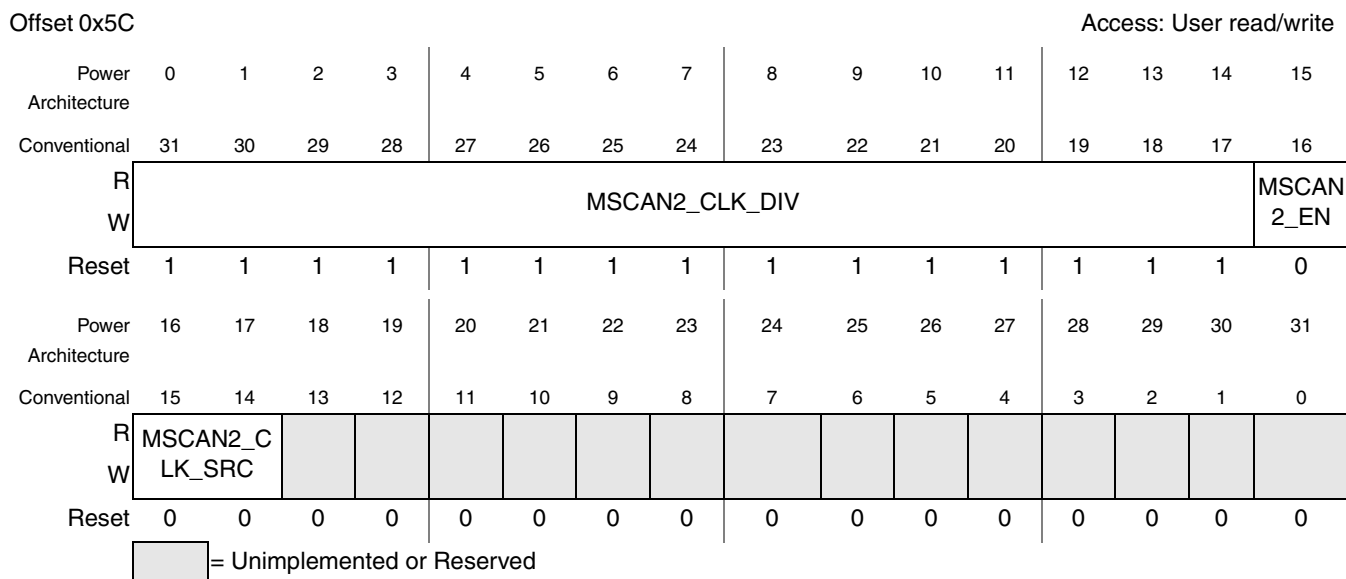 Offset 0x5C Access: User read/write
Power 0 1 2 3 4 5 6 7 8 9 10 11 12 13 14 15
Architecture
Conventional 31 30 29 28 27 26 25 24 23 22 21 20 19 18 17 16
R
MSCAN2_CLK_DIV MSCAN
W 2_EN
Reset 1 1 1 1 1 1 1 1 1 1 1 1 1 1 1 0
Power 16 17 18 19 20 21 22 23 24 25 26 27 28 29 30 31
Architecture
Conventional 15 14 13 12 11 10 9 8 7 6 5 4 3 2 1 0
R MSCAN2_C
W LK_SRC
Reset 0 0 0 0 0 0 0 0 0 0 0 0 0 0 0 0
= Unimplemented or Reserved